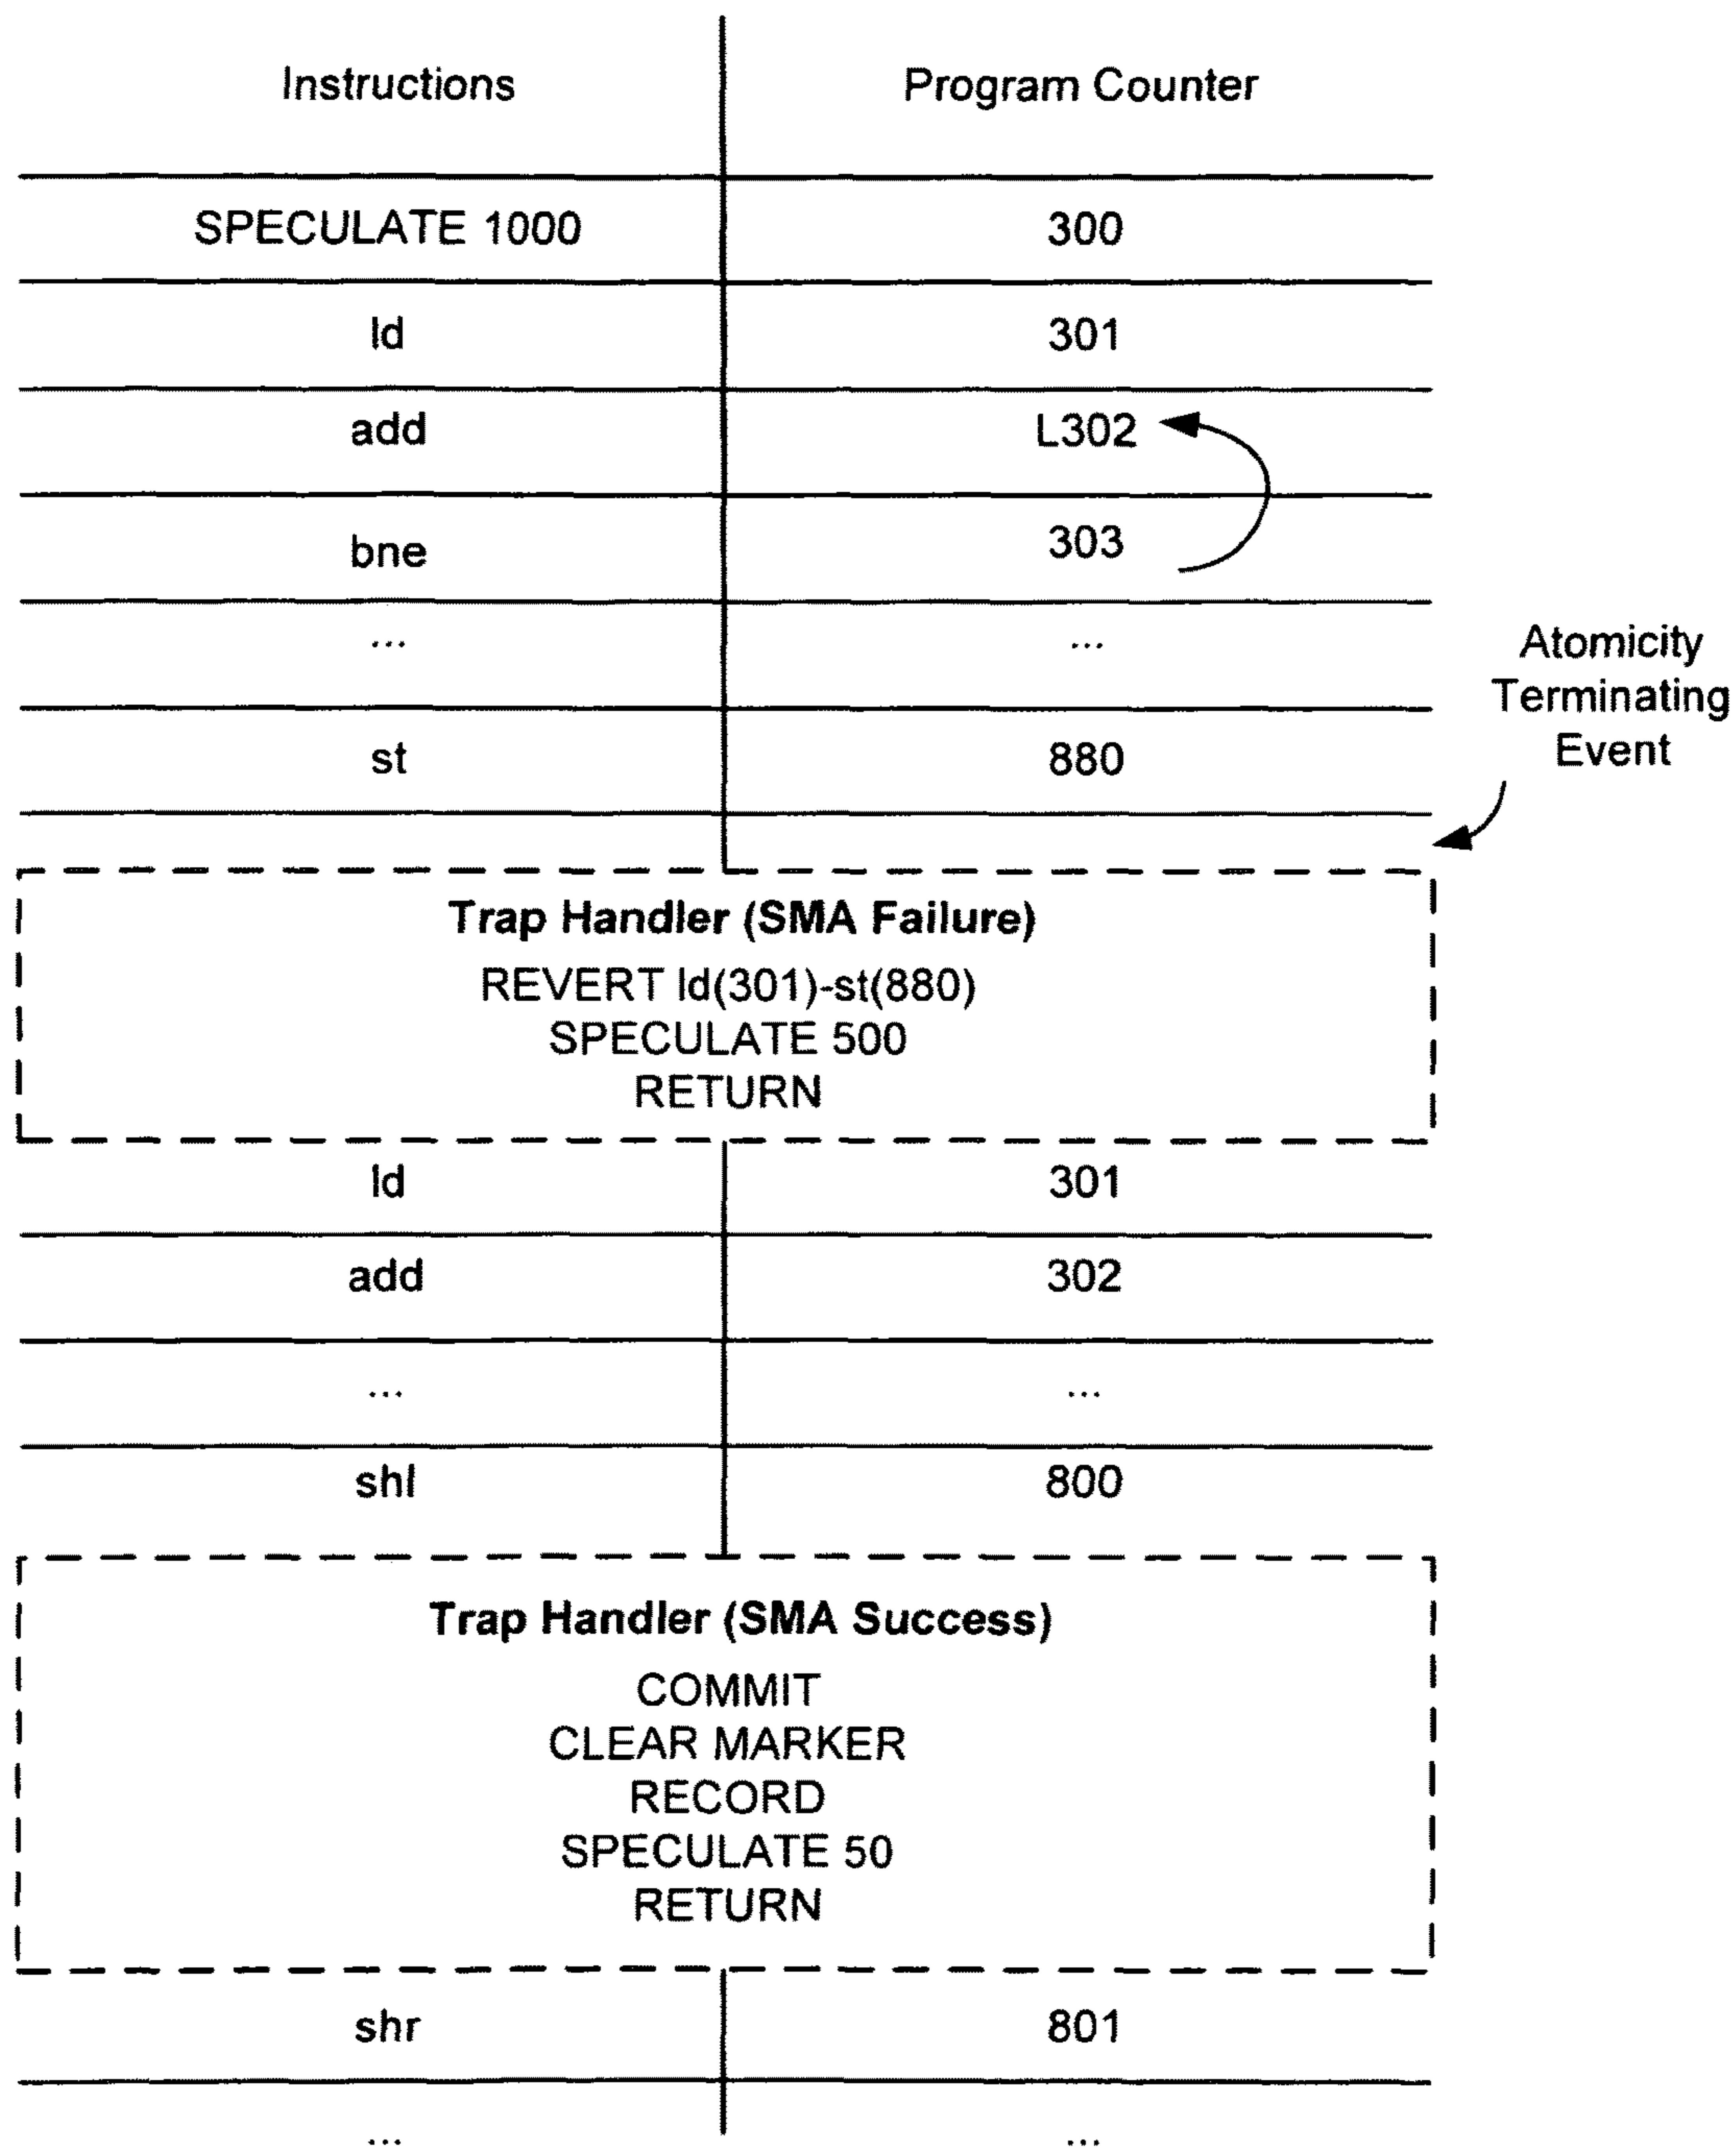 Instructions Program Counter
SPECULATE 1000 300
ld 301
add L302
bne 303
... ...
Atomicity
Terminating
Event
st 880
Trap Handler (SMA Failure)
REVERT ld(301)-st(880)
SPECULATE 500
RETURN
ld 301
add 302
... ...
shl 800
Trap Handler (SMA Success)
COMMIT
CLEAR MARKER
RECORD
SPECULATE 50
RETURN
shr 801
... ...